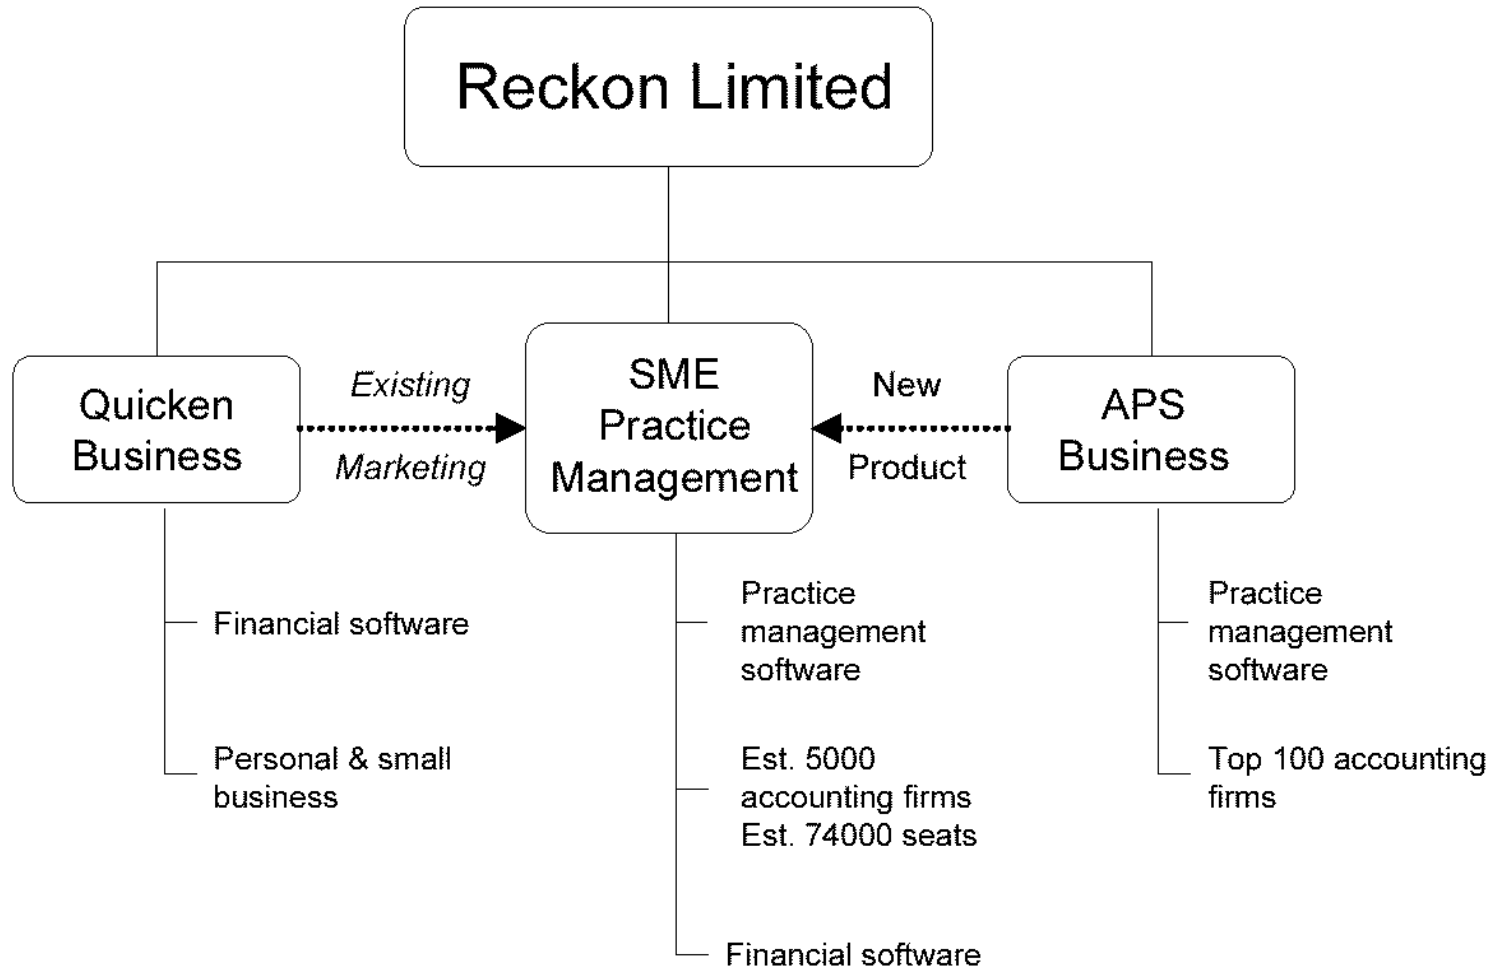 Reckon Limited
Quicken
Business
Existing
Marketing
SME
Practice
Management
New
Product
APS
Business
Financial software
Personal & small
business
Practice
management
software
Est. 5000
accounting firms
Est. 74000 seats
Financial software
Practice
management
software
Top 100 accounting
firms